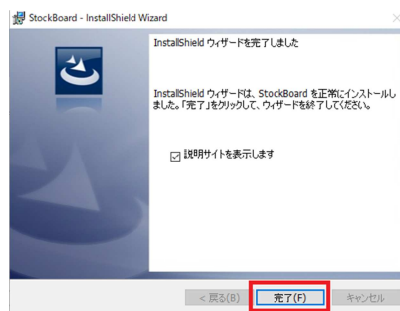 StockBoard - InstallShield Wizard
InstallShield ウィザードを完了しました
InstallShield ウィザードは、StockBoard を正常にインストールし
ました。「完了」をクリックして、ウィザードを終了してください。
説明サイトを表示します
< 戻る(B)
完了(F)
キャンセル